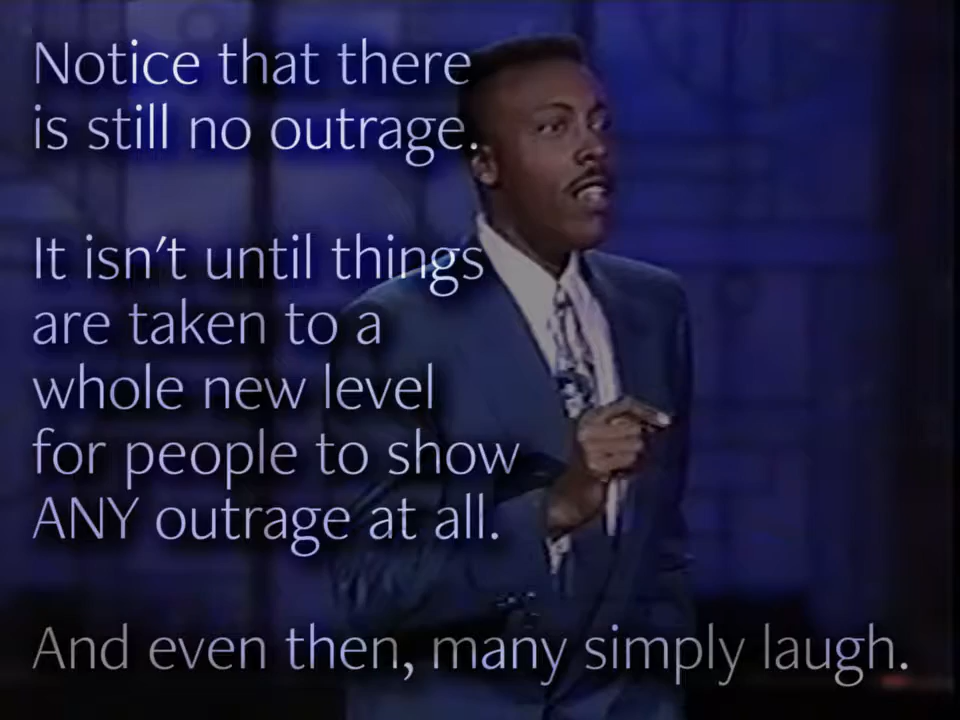 Notice that there
is still no outrage.
It isn't until things
are taken to a
whole new level
for people to show
ANY outrage at all.
And even then, many simply laugh.